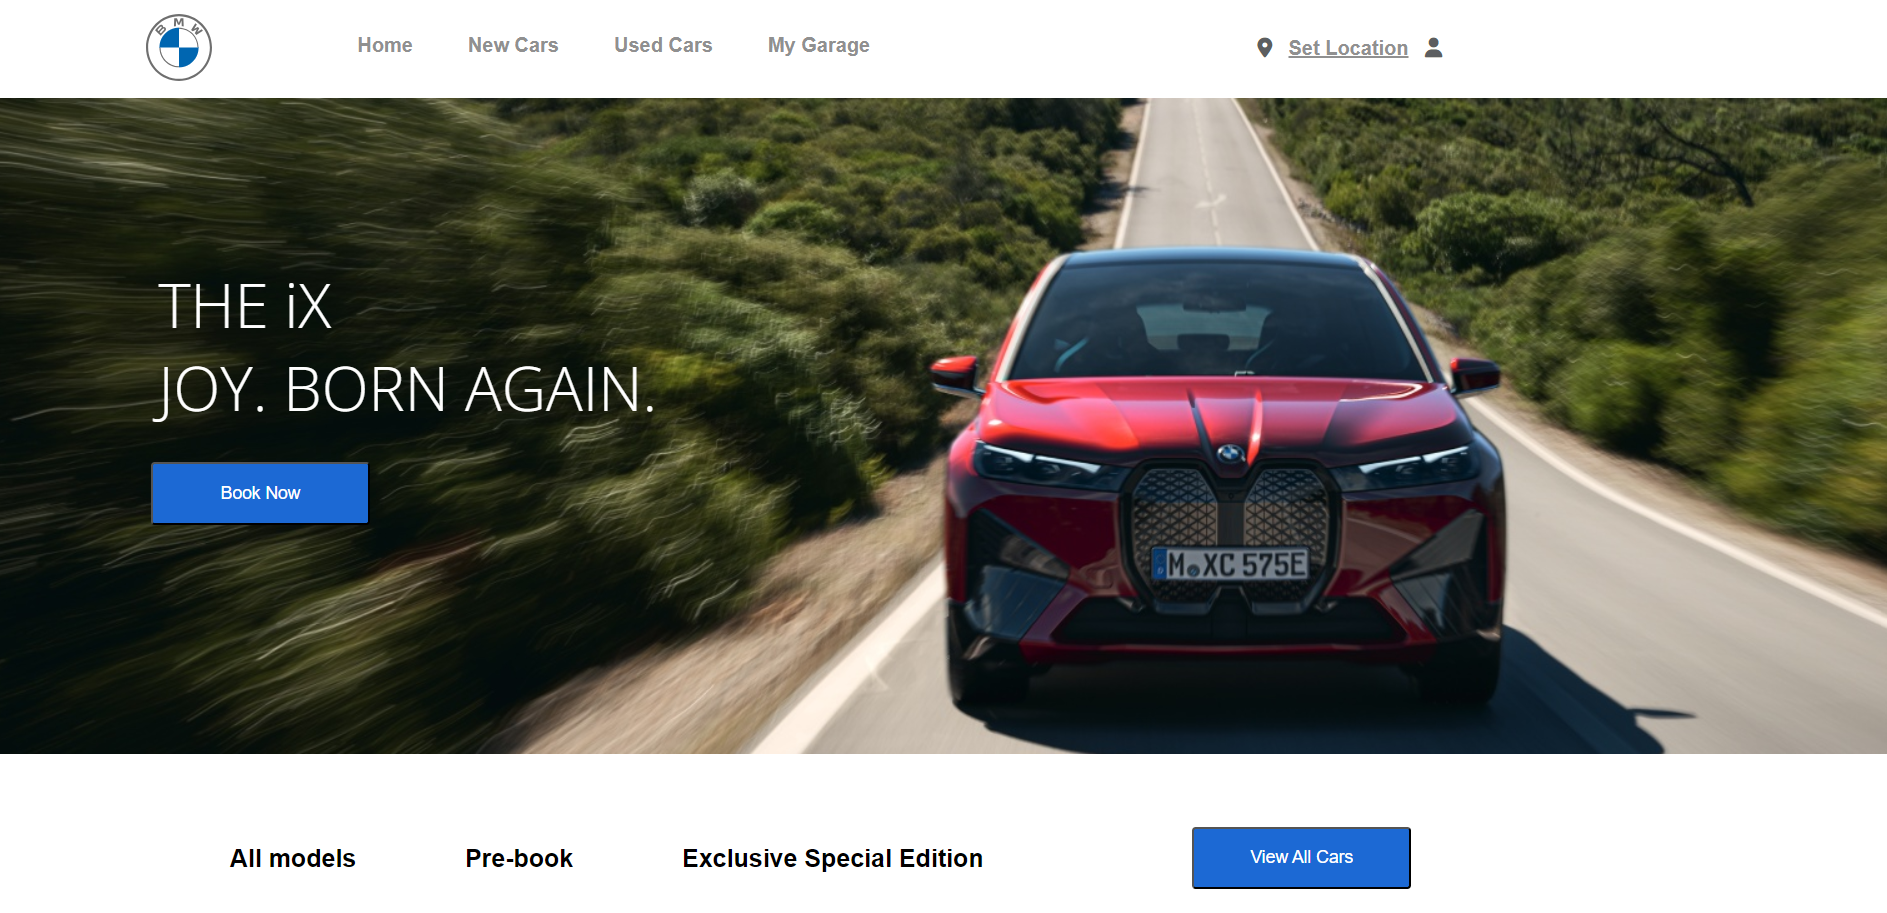 BMW
Home New Cars Used Cars My Garage Set Location
THE iX
JOY. BORN AGAIN.
Book Now
M XC 575E
All models Pre-book Exclusive Special Edition View All Cars